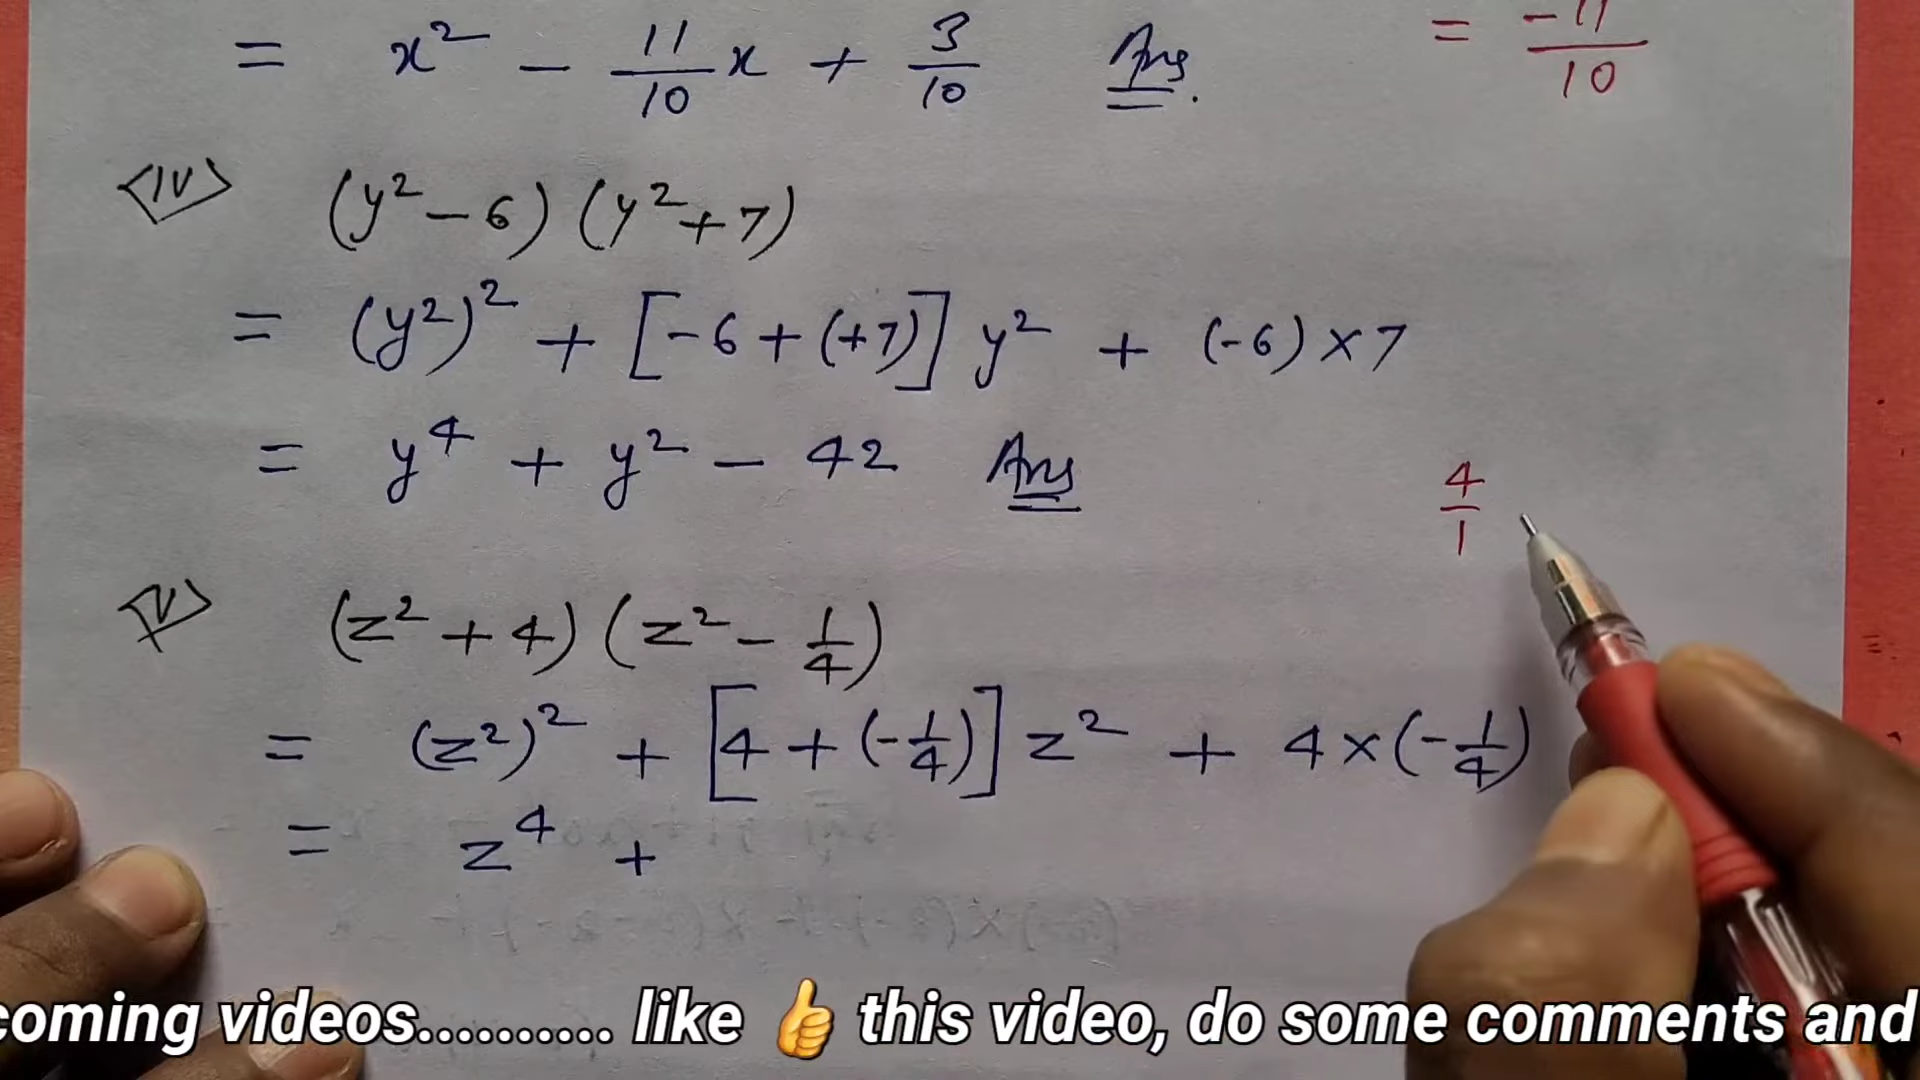 = x² - 11/10 x + 3/10 Ans.
= -11/10
<IV> (y² - 6) (y² + 7)
= (y²)² + [-6 + (+7)] y² + (-6) × 7
= y⁴ + y² - 42 Ans
4/1
<V> (z² + 4) (z² - 1/4)
= (z²)² + [4 + (-1/4)] z² + 4 × (-1/4)
= z⁴ +
coming videos.......... like 👍 this video, do some comments and